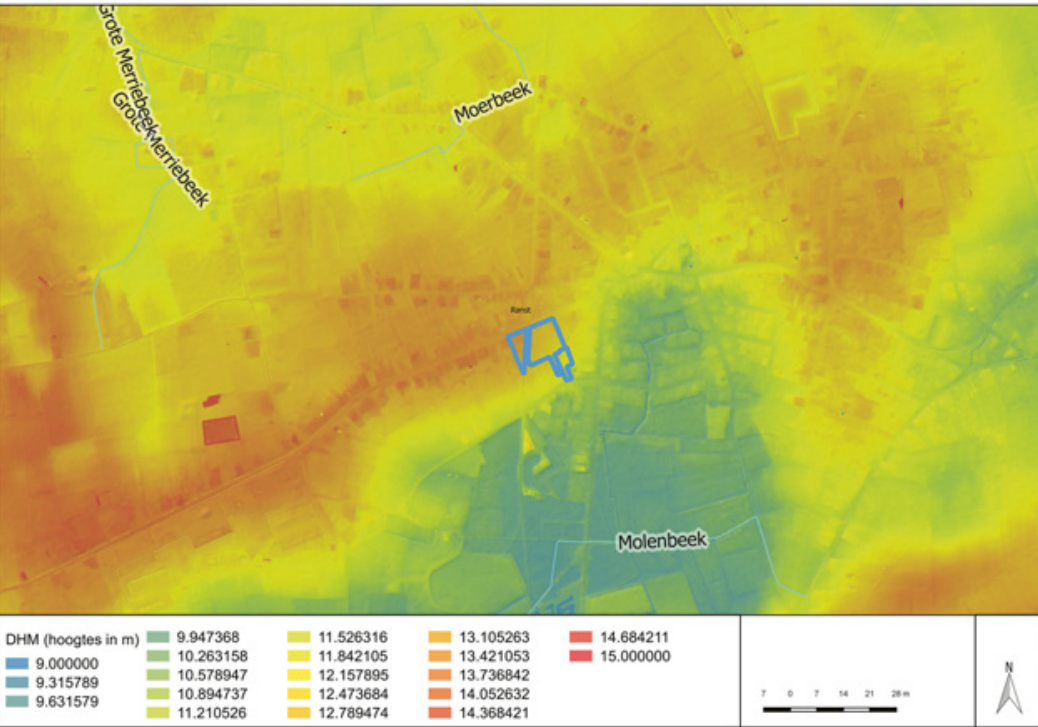 Grote Merriebeek
Grote Merriebeek
Moerbeek
Ranst
Molenbeek
DHM (hoogtes in m)
9.000000
9.315789
9.631579
9.947368
10.263158
10.578947
10.894737
11.210526
11.526316
11.842105
12.157895
12.473684
12.789474
13.105263
13.421053
13.736842
14.052632
14.368421
14.684211
15.000000
7 0 7 14 21 28 m
N